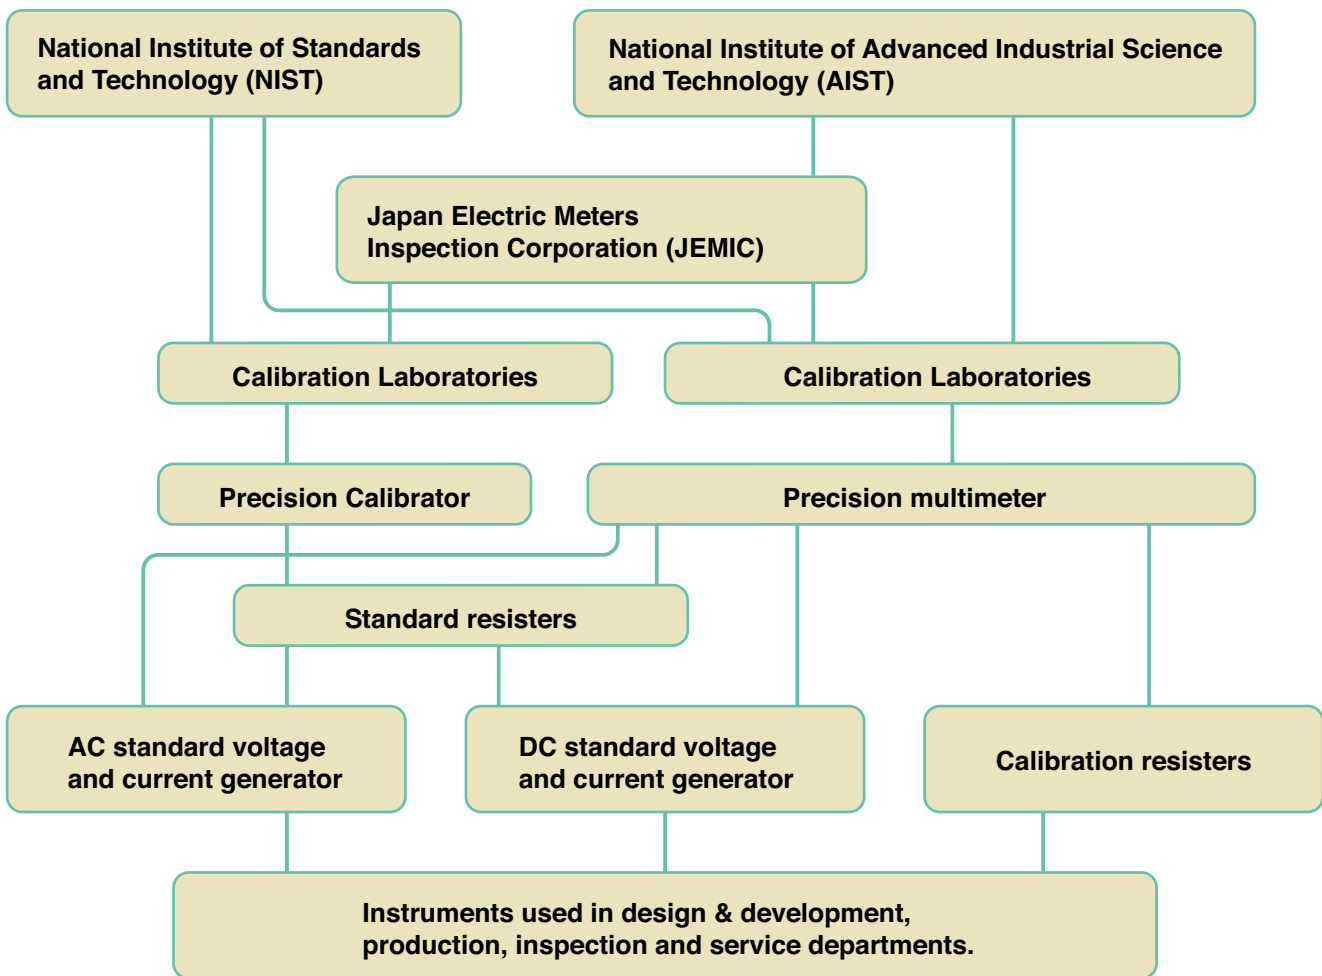 National Institute of Standards
and Technology (NIST)
National Institute of Advanced Industrial Science
and Technology (AIST)
Japan Electric Meters
Inspection Corporation (JEMIC)
Calibration Laboratories
Calibration Laboratories
Precision Calibrator
Precision multimeter
Standard resisters
AC standard voltage
and current generator
DC standard voltage
and current generator
Calibration resisters
Instruments used in design & development,
production, inspection and service departments.